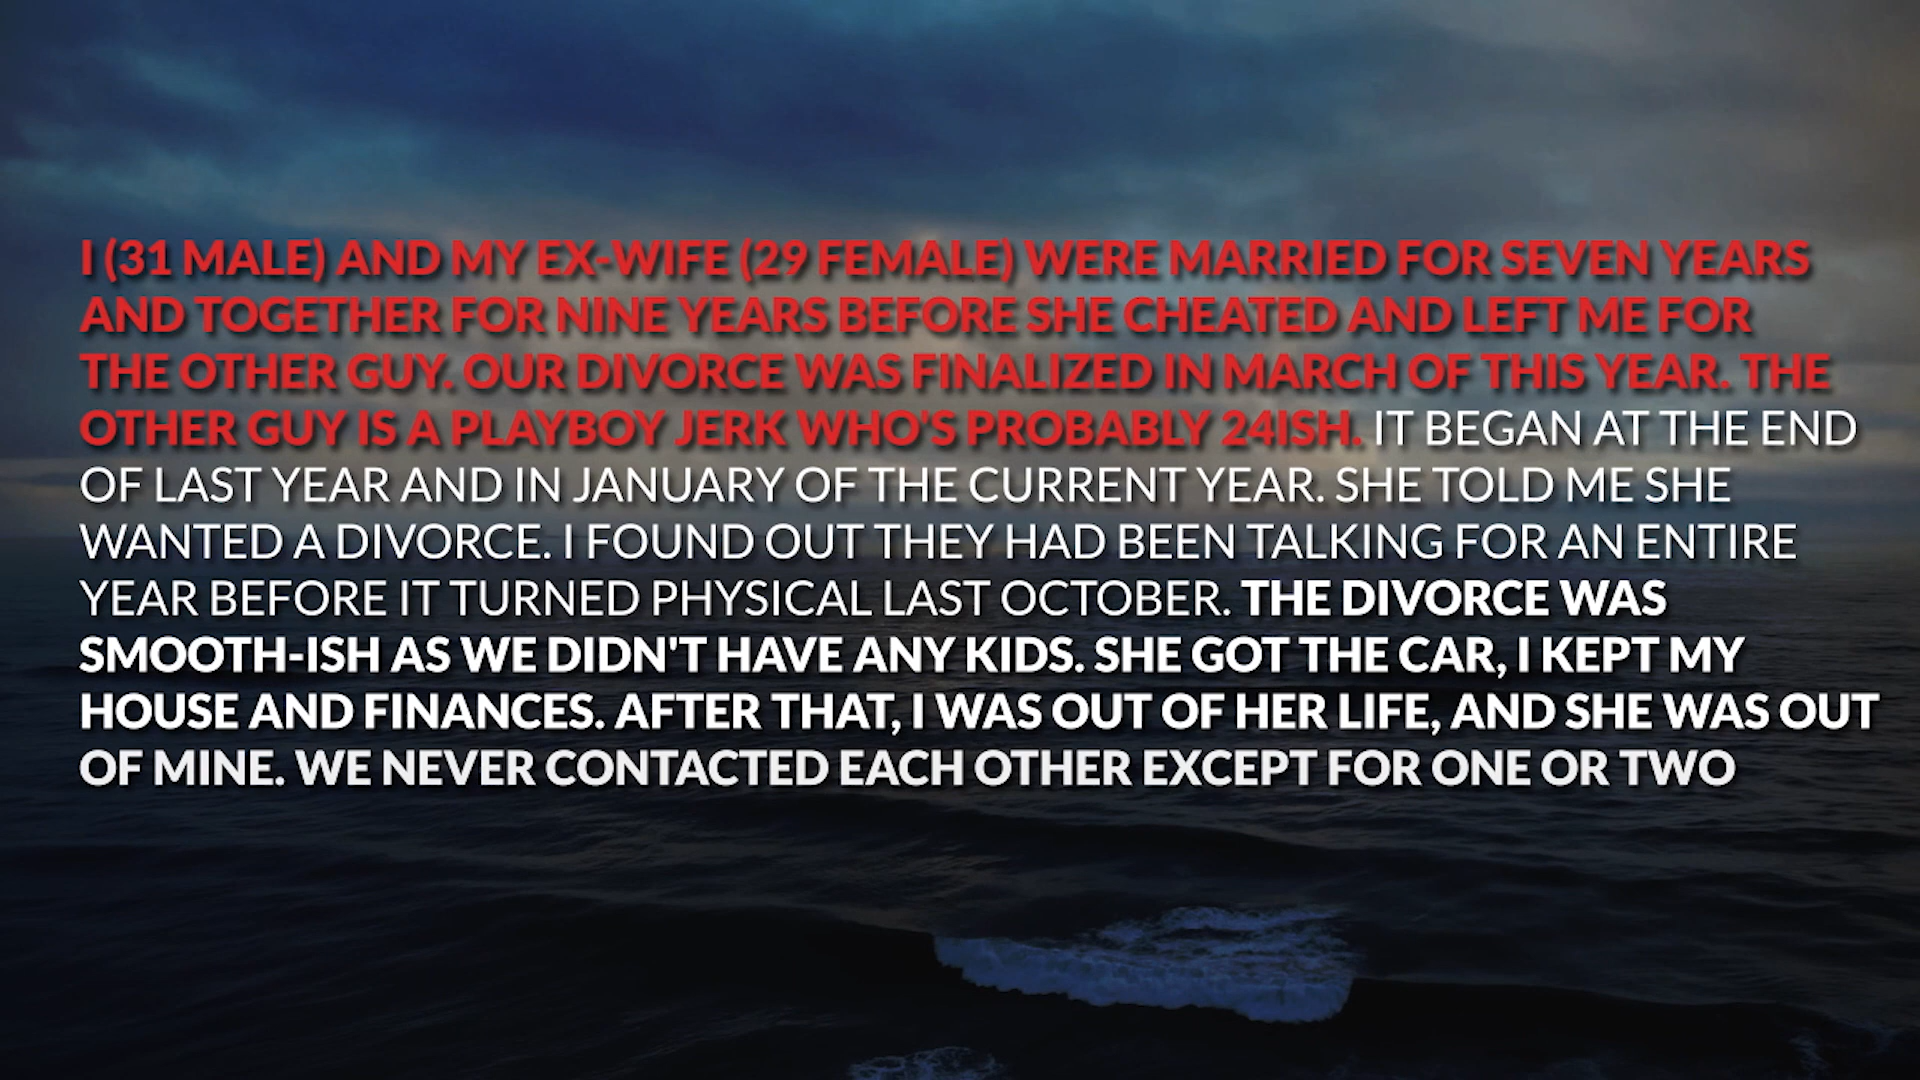 I (31 MALE) AND MY EX-WIFE (29 FEMALE) WERE MARRIED FOR SEVEN YEARS
AND TOGETHER FOR NINE YEARS BEFORE SHE CHEATED AND LEFT ME FOR
THE OTHER GUY. OUR DIVORCE WAS FINALIZED IN MARCH OF THIS YEAR. THE
OTHER GUY IS A PLAYBOY JERK WHO'S PROBABLY 24ISH. IT BEGAN AT THE END
OF LAST YEAR AND IN JANUARY OF THE CURRENT YEAR. SHE TOLD ME SHE
WANTED A DIVORCE. I FOUND OUT THEY HAD BEEN TALKING FOR AN ENTIRE
YEAR BEFORE IT TURNED PHYSICAL LAST OCTOBER. THE DIVORCE WAS
SMOOTH-ISH AS WE DIDN'T HAVE ANY KIDS. SHE GOT THE CAR, I KEPT MY
HOUSE AND FINANCES. AFTER THAT, I WAS OUT OF HER LIFE, AND SHE WAS OUT
OF MINE. WE NEVER CONTACTED EACH OTHER EXCEPT FOR ONE OR TWO